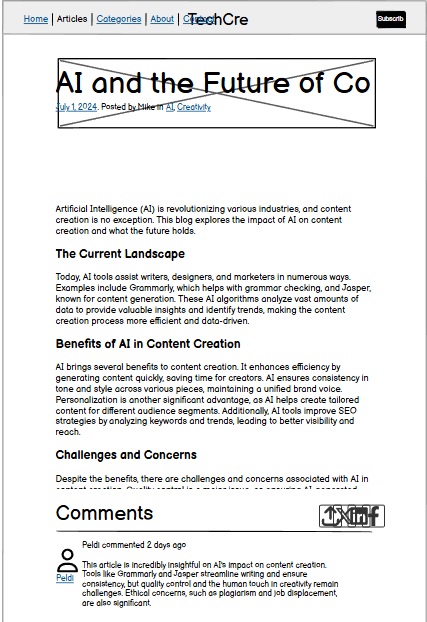 Home | Articles | Categories | About | Contact TechCre Subscrib
AI and the Future of Co
July 1, 2024. Posted by Mike in AI, Creativity
Artificial Intelligence (AI) is revolutionizing various industries, and content
creation is no exception. This blog explores the impact of AI on content
creation and what the future holds.
The Current Landscape
Today, AI tools assist writers, designers, and marketers in numerous ways.
Examples include Grammarly, which helps with grammar checking, and Jasper,
known for content generation. These AI algorithms analyze vast amounts of
data to provide valuable insights and identify trends, making the content
creation process more efficient and data-driven.
Benefits of AI in Content Creation
AI brings several benefits to content creation. It enhances efficiency by
generating content quickly, saving time for creators. AI ensures consistency in
tone and style across various pieces, maintaining a unified brand voice.
Personalization is another significant advantage, as AI helps create tailored
content for different audience segments. Additionally, AI tools improve SEO
strategies by analyzing keywords and trends, leading to better visibility and
reach.
Challenges and Concerns
Despite the benefits, there are challenges and concerns associated with AI in
content creation. Quality control is a major issue, as ensuring AI-generated
Comments
Peldi commented 2 days ago
Peldi
This article is incredibly insightful on AI's impact on content creation.
Tools like Grammarly and Jasper streamline writing and ensure
consistency, but quality control and the human touch in creativity remain
challenges. Ethical concerns, such as plagiarism and job displacement,
are also significant.